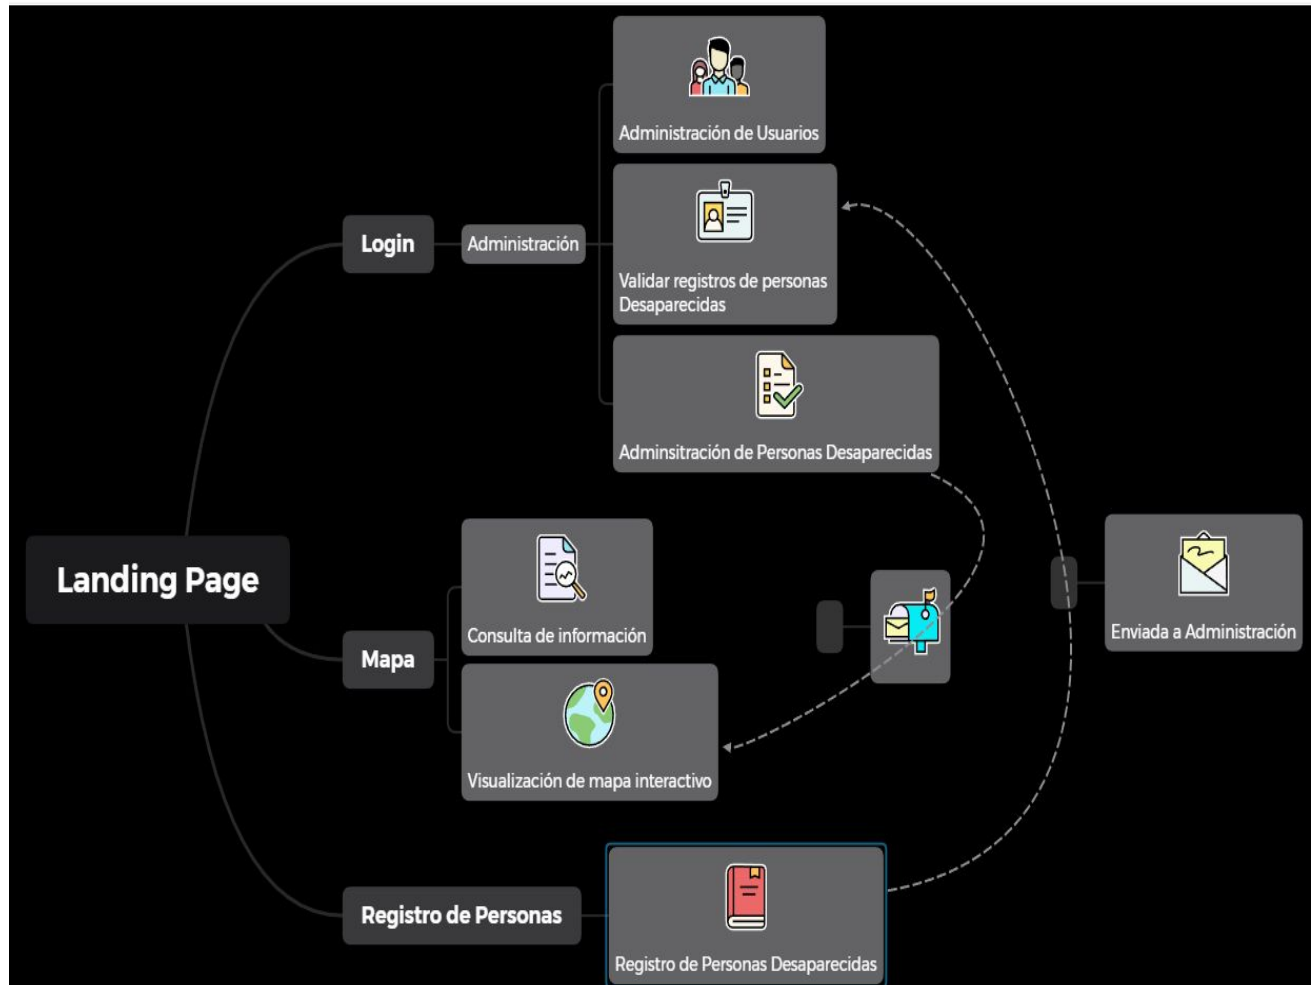 Administración de Usuarios
Login
Administración
Validar registros de personas
Desaparecidas
Adminsitración de Personas Desaparecidas
Landing Page
Mapa
Consulta de información
Visualización de mapa interactivo
Enviada a Administración
Registro de Personas
Registro de Personas Desaparecidas